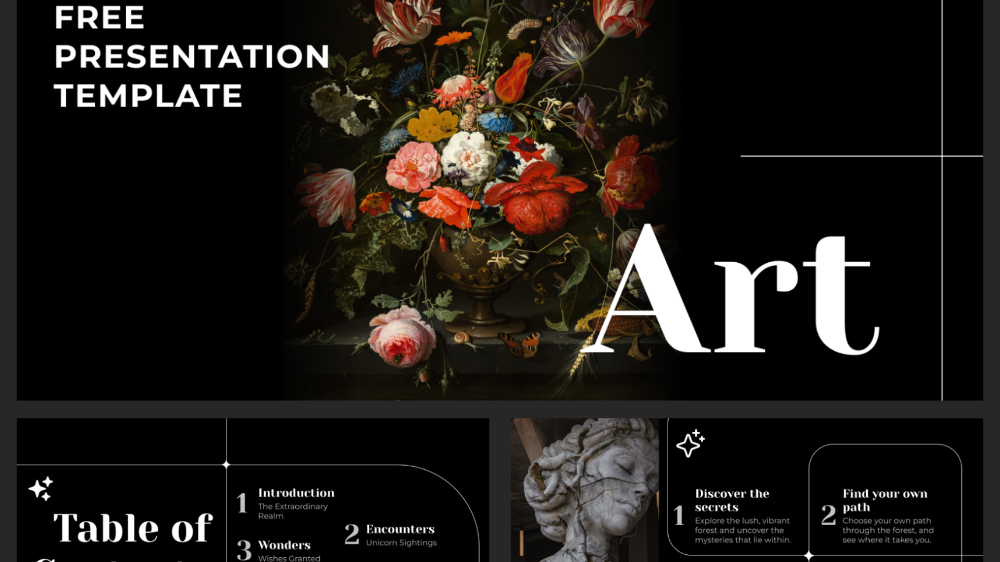 FREE
PRESENTATION
TEMPLATE
Art
Table of
1
Introduction
The Extraordinary
Realm
2
Encounters
Unicorn Sightings
3
Wonders
Wishes Granted
1
Discover the
secrets
Explore the lush, vibrant
forest and uncover the
mysteries that lie within.
2
Find your own
path
Choose your own path
through the forest, and
see where it takes you.